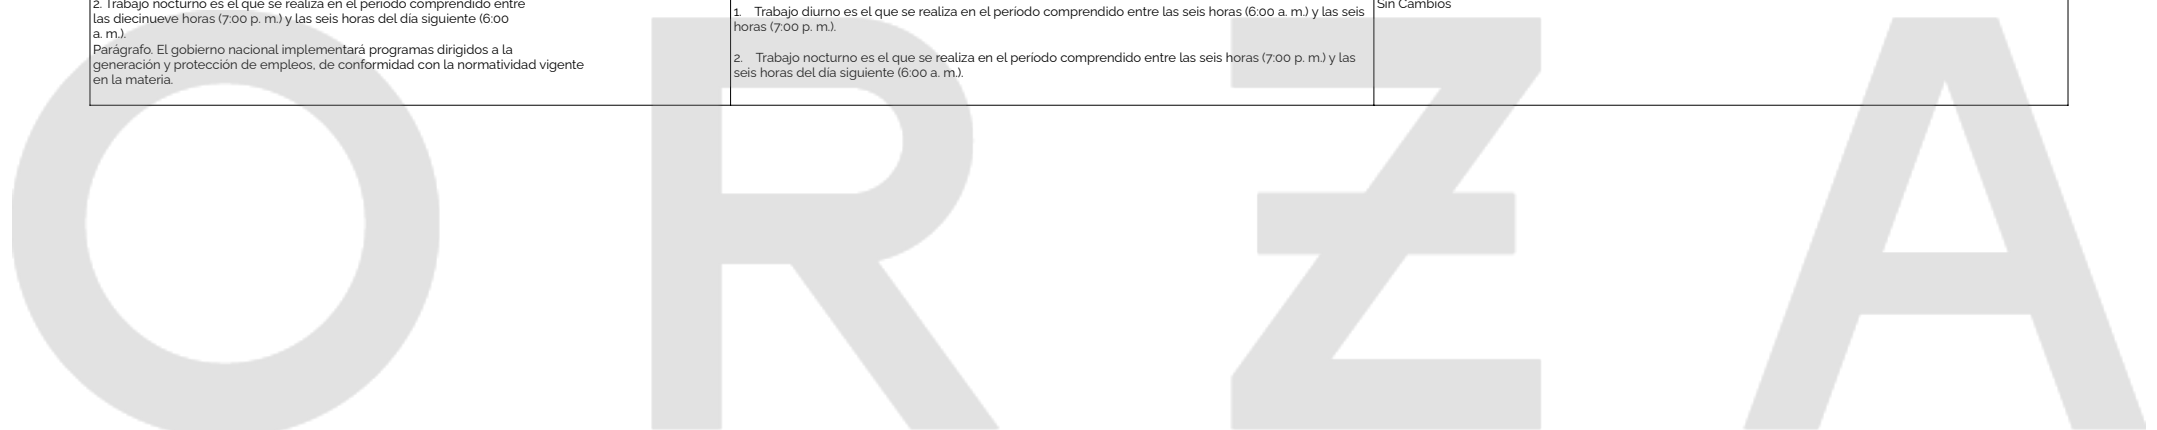 2. Trabajo nocturno es el que se realiza en el período comprendido entre
las diecinueve horas (7:00 p. m.) y las seis horas del día siguiente (6:00
a. m.).
Parágrafo. El gobierno nacional implementará programas dirigidos a la
generación y protección de empleos, de conformidad con la normatividad vigente
en la materia.
1. Trabajo diurno es el que se realiza en el período comprendido entre las seis horas (6:00 a. m.) y las seis
horas (7:00 p. m.).
2. Trabajo nocturno es el que se realiza en el período comprendido entre las seis horas (7:00 p. m.) y las
seis horas del día siguiente (6:00 a. m.).
Sin Cambios
ORZA